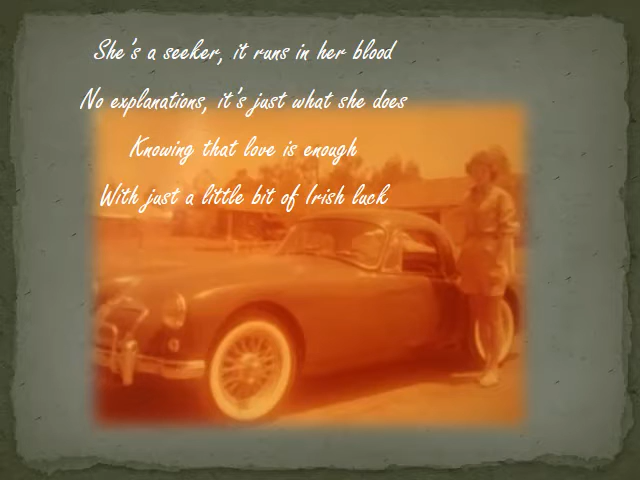 She's a seeker, it runs in her blood
No explanations, it's just what she does
Knowing that love is enough
With just a little bit of Irish luck